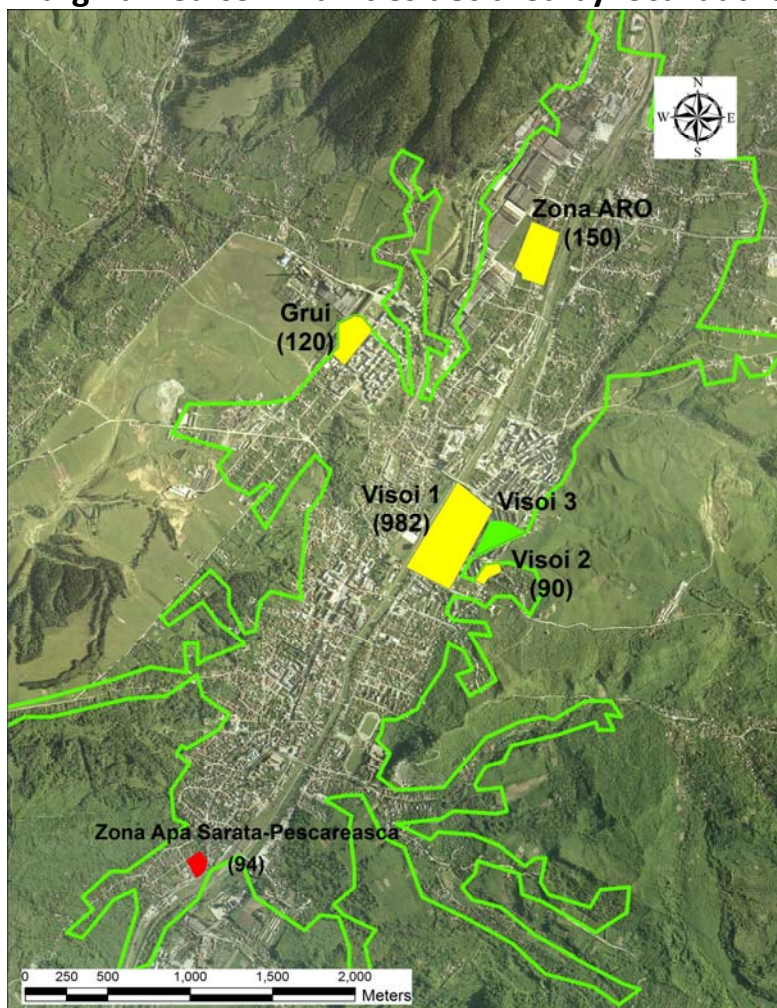 N
W E
S
Zona ARO
(150)
Grui
(120)
Visoi 1
(982)
Visoi 3
Visoi 2
(90)
Zona Apa Sarata-Pescareasca
(94)
0 250 500 1,000 1,500 2,000
Meters